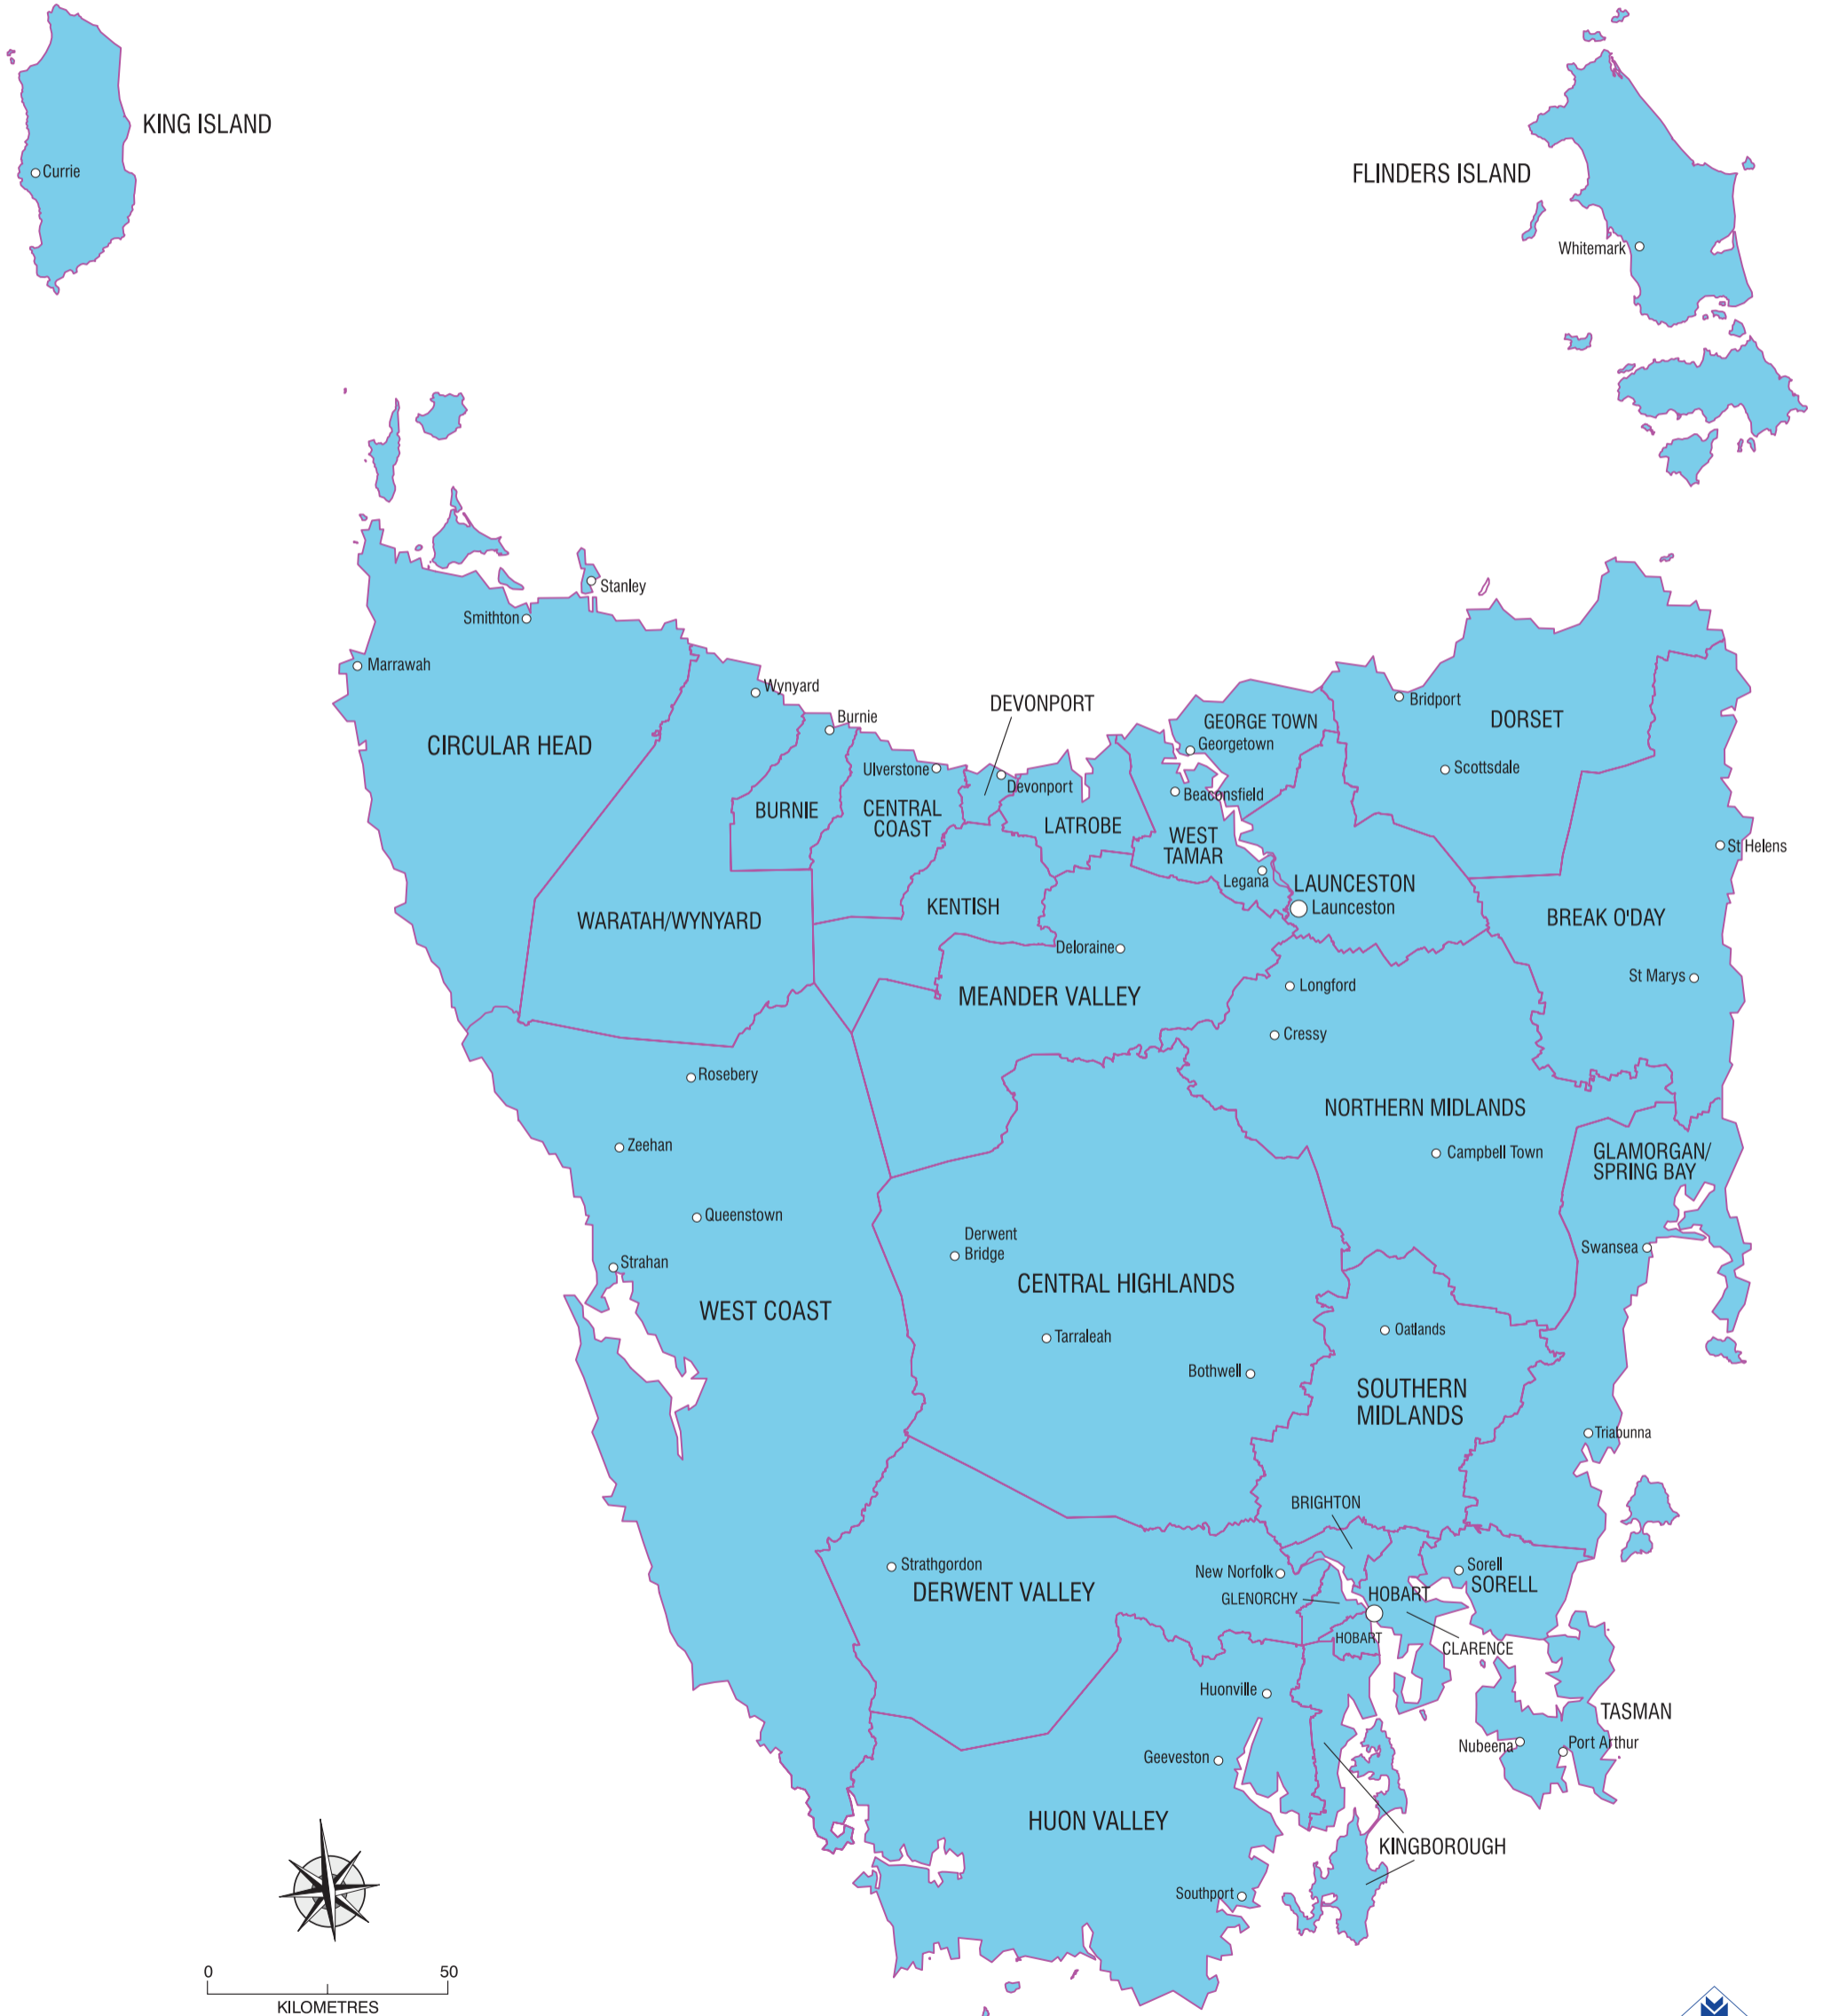 KING ISLAND
Currie
FLINDERS ISLAND
Whitemark
Stanley
Smithton
Marrawah
CIRCULAR HEAD
Wynyard
Burnie
DEVONPORT
Ulverstone
Devonport
BURNIE
CENTRAL
COAST
LATROBE
GEORGE TOWN
Georgetown
Beaconsfield
WEST
TAMAR
Legana
Bridport
DORSET
Scottsdale
St Helens
LAUNCESTON
Launceston
WARATAH/WYNYARD
KENTISH
Deloraine
MEANDER VALLEY
BREAK O'DAY
St Marys
Longford
Cressy
Rosebery
Zeehan
NORTHERN MIDLANDS
Campbell Town
GLAMORGAN/
SPRING BAY
Queenstown
Strahan
Derwent
Bridge
Swansea
CENTRAL HIGHLANDS
WEST COAST
Tarraleah
Oatlands
Bothwell
SOUTHERN
MIDLANDS
Triabunna
BRIGHTON
Strathgordon
DERWENT VALLEY
New Norfolk
GLENORCHY
HOBART
Sorell
SORELL
HOBART
CLARENCE
Huonville
TASMAN
Nubeena
Port Arthur
Geeveston
HUON VALLEY
KINGBOROUGH
Southport
0 50
KILOMETRES